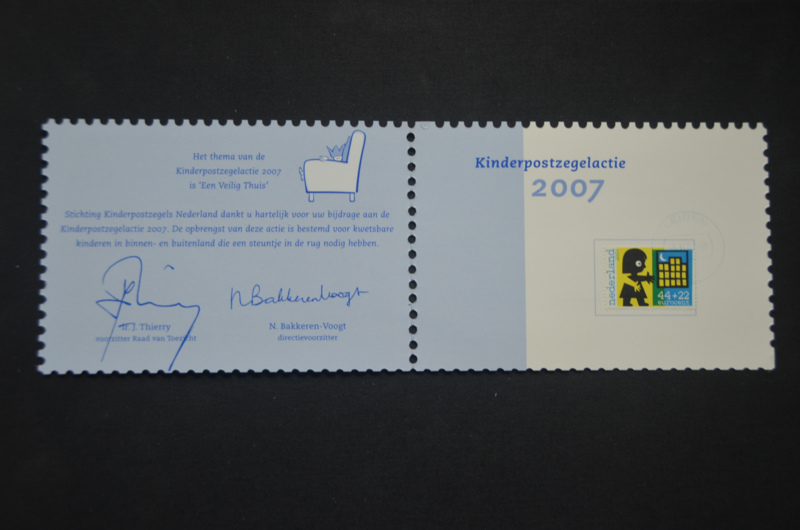 Het thema van de
Kinderpostzegelactie 2007
is 'Een Veilig Thuis'
Stichting Kinderpostzegels Nederland dankt u hartelijk voor uw bijdrage aan de
Kinderpostzegelactie 2007. De opbrengst van deze actie is bestemd voor kwetsbare
kinderen in binnen- en buitenland die een steuntje in de rug nodig hebben.
N Bakkeren Voogt
J. Thierry
voorzitter Raad van Toezicht
N. Bakkeren-Voogt
directievoorzitter
Kinderpostzegelactie
2007
nederland
44+22